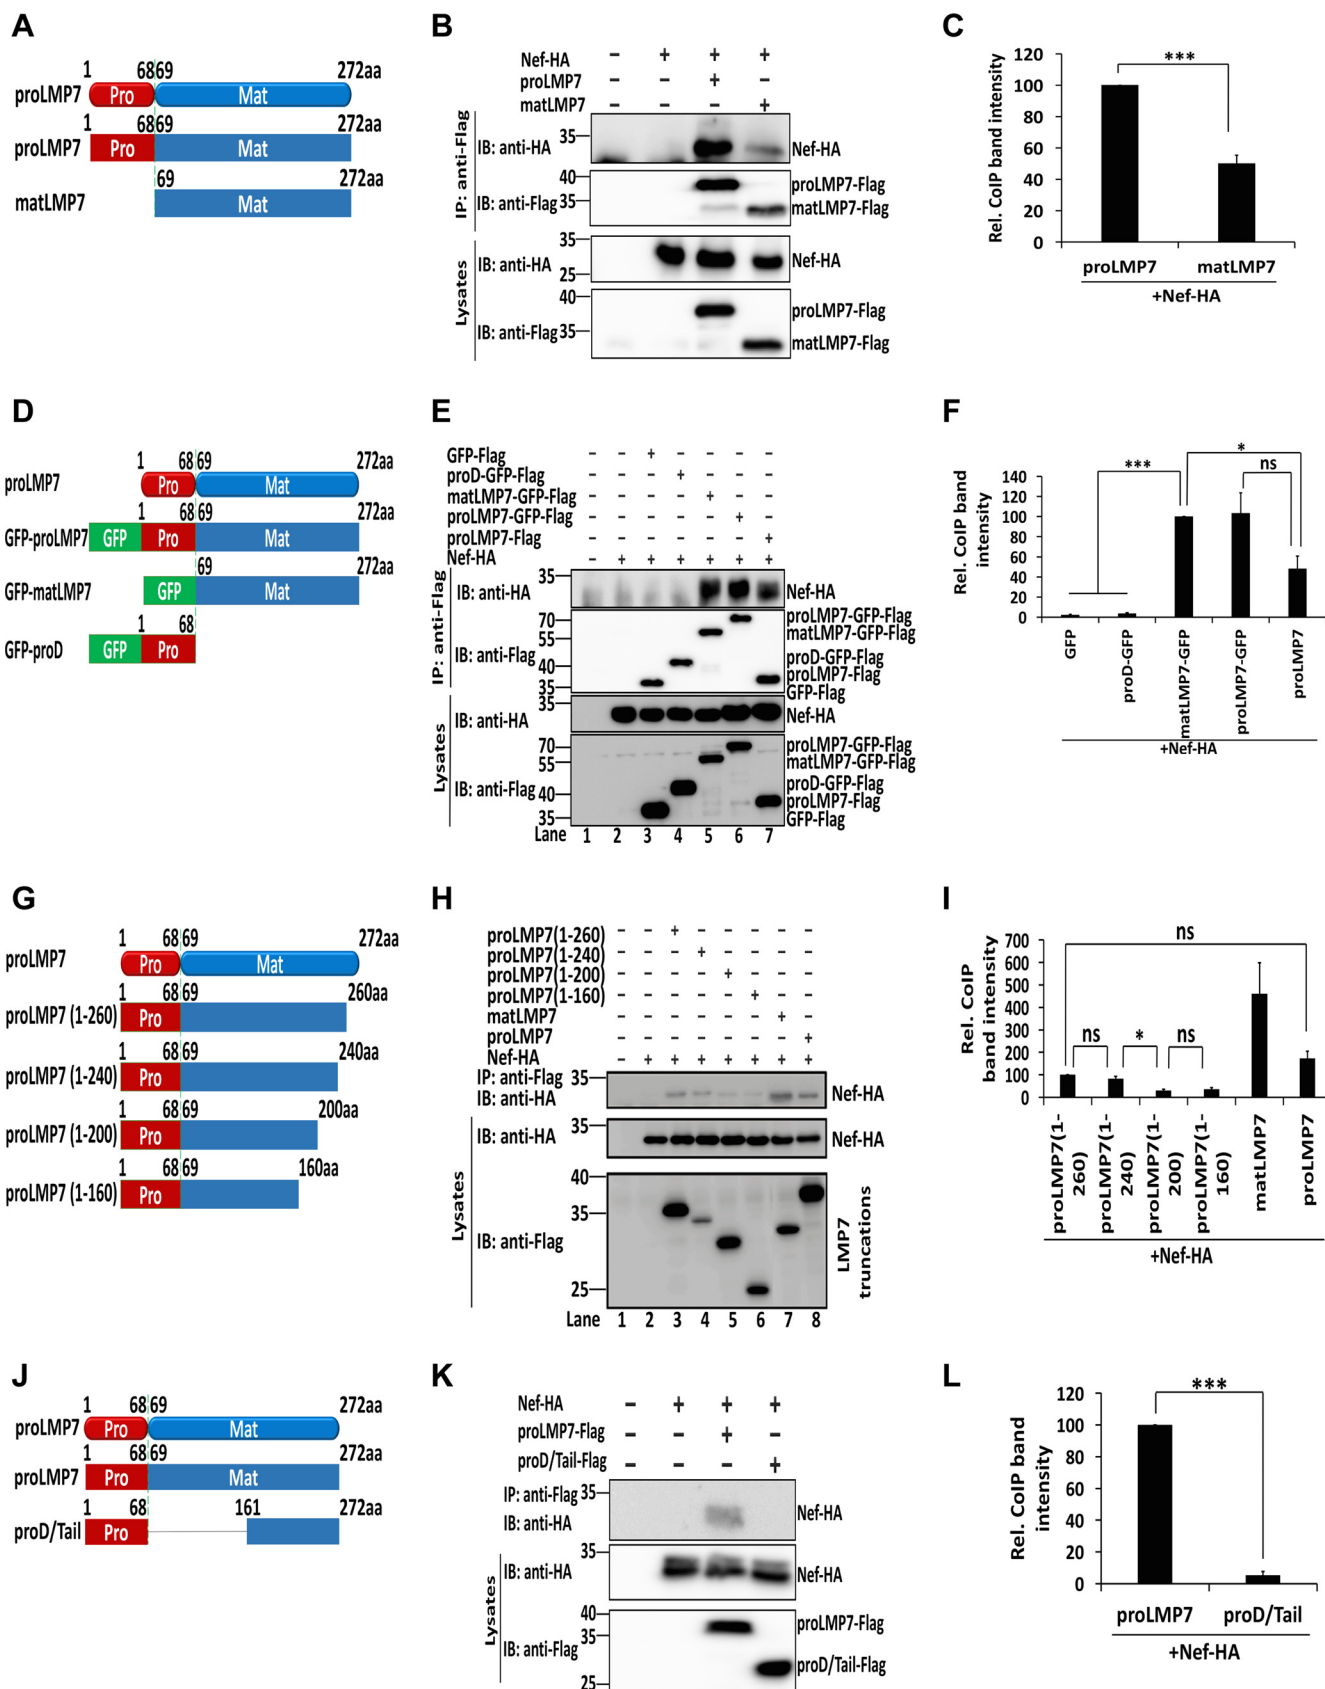 A
1 6869 272aa
proLMP7 Pro Mat
1 6869 272aa
proLMP7 Pro Mat
69 272aa
matLMP7 Mat
B
Nef-HA − + + +
proLMP7 − − + −
matLMP7 − − − +
IP: anti-Flag
IB: anti-HA 35 Nef-HA
40 proLMP7-Flag
IB: anti-Flag 35 matLMP7-Flag
Lysates
35
IB: anti-HA Nef-HA
25
40 proLMP7-Flag
IB: anti-Flag 35
matLMP7-Flag
C
Rel. CoIP band intensity
120
100
80
60
40
20
0
***
proLMP7 matLMP7
+Nef-HA
D
1 68 69 272aa
proLMP7 Pro Mat
1 68 69 272aa
GFP-proLMP7 GFP Pro Mat
69 272aa
GFP-matLMP7 GFP Mat
1 68
GFP-proD GFP Pro
E
GFP-Flag − − + − − − −
proD-GFP-Flag − − − + − − −
matLMP7-GFP-Flag − − − − + − −
proLMP7-GFP-Flag − − − − − + −
proLMP7-Flag − − − − − − +
Nef-HA − + + + + + +
IP: anti-Flag
35
IB: anti-HA Nef-HA
70 proLMP7-GFP-Flag
55 matLMP7-GFP-Flag
IB: anti-Flag proD-GFP-Flag
40 proLMP7-Flag
35 GFP-Flag
Lysates
35
IB: anti-HA Nef-HA
70 proLMP7-GFP-Flag
55 matLMP7-GFP-Flag
IB: anti-Flag proD-GFP-Flag
40 proLMP7-Flag
35 GFP-Flag
Lane 1 2 3 4 5 6 7
F
Rel. CoIP band
intensity
140
120
100
80
60
40
20
0
***
*
ns
GFP
proD-GFP
matLMP7-GFP
proLMP7-GFP
proLMP7
+Nef-HA
G
1 68 69 272aa
proLMP7 Pro Mat
1 68 69 260aa
proLMP7 (1-260) Pro
1 68 69 240aa
proLMP7 (1-240) Pro
1 68 69 200aa
proLMP7 (1-200) Pro
1 68 69 160aa
proLMP7 (1-160) Pro
H
proLMP7(1-260) − − + − − − − −
proLMP7(1-240) − − − + − − − −
proLMP7(1-200) − − − − + − − −
proLMP7(1-160) − − − − − + − −
matLMP7 − − − − − − + −
proLMP7 − − − − − − − +
Nef-HA − + + + + + + +
IP: anti-Flag 35
IB: anti-HA Nef-HA
Lysates
35
IB: anti-HA Nef-HA
40
35
IB: anti-Flag
25
LMP7
truncations
Lane 1 2 3 4 5 6 7 8
I
Rel. CoIP
band intensity
700
600
500
400
300
200
100
0
ns
ns
*
ns
proLMP7(1-
260)
proLMP7(1-
240)
proLMP7(1-
200)
proLMP7(1-
160)
matLMP7
proLMP7
+Nef-HA
J
1 68 69 272aa
proLMP7 Pro Mat
1 68 69 272aa
proLMP7 Pro Mat
1 68 161 272aa
proD/Tail Pro
K
Nef-HA − + + +
proLMP7-Flag − − + −
proD/Tail-Flag − − − +
IP: anti-Flag 35
IB: anti-HA Nef-HA
Lysates
35
IB: anti-HA Nef-HA
40
35 proLMP7-Flag
IB: anti-Flag
proD/Tail-Flag
25
L
Rel. CoIP band
intensity
120
100
80
60
40
20
0
***
proLMP7 proD/Tail
+Nef-HA